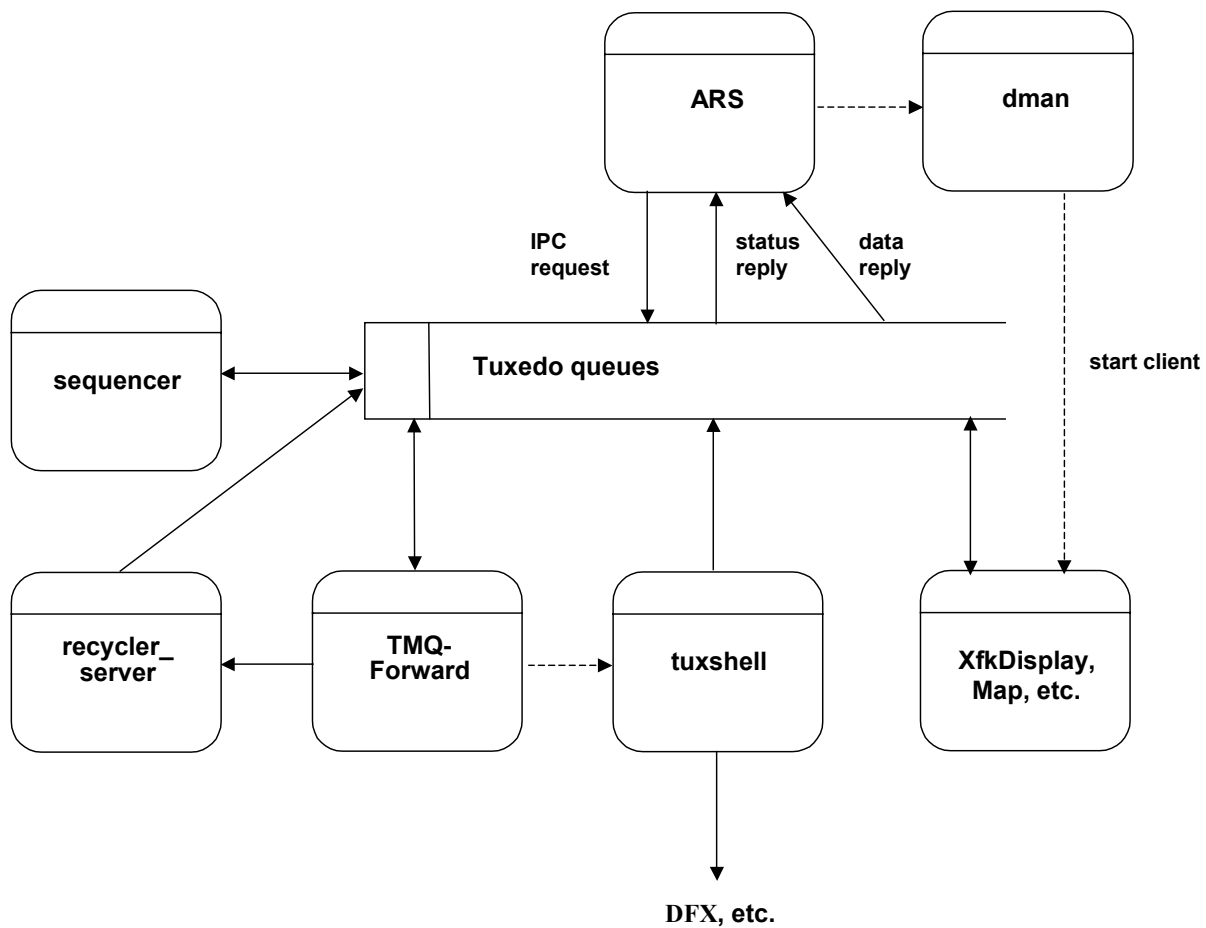 ARS
dman
IPC
request
status
reply
data
reply
sequencer
Tuxedo queues
start client
recycler_
server
TMQ-
Forward
tuxshell
XfkDisplay,
Map, etc.
DFX, etc.